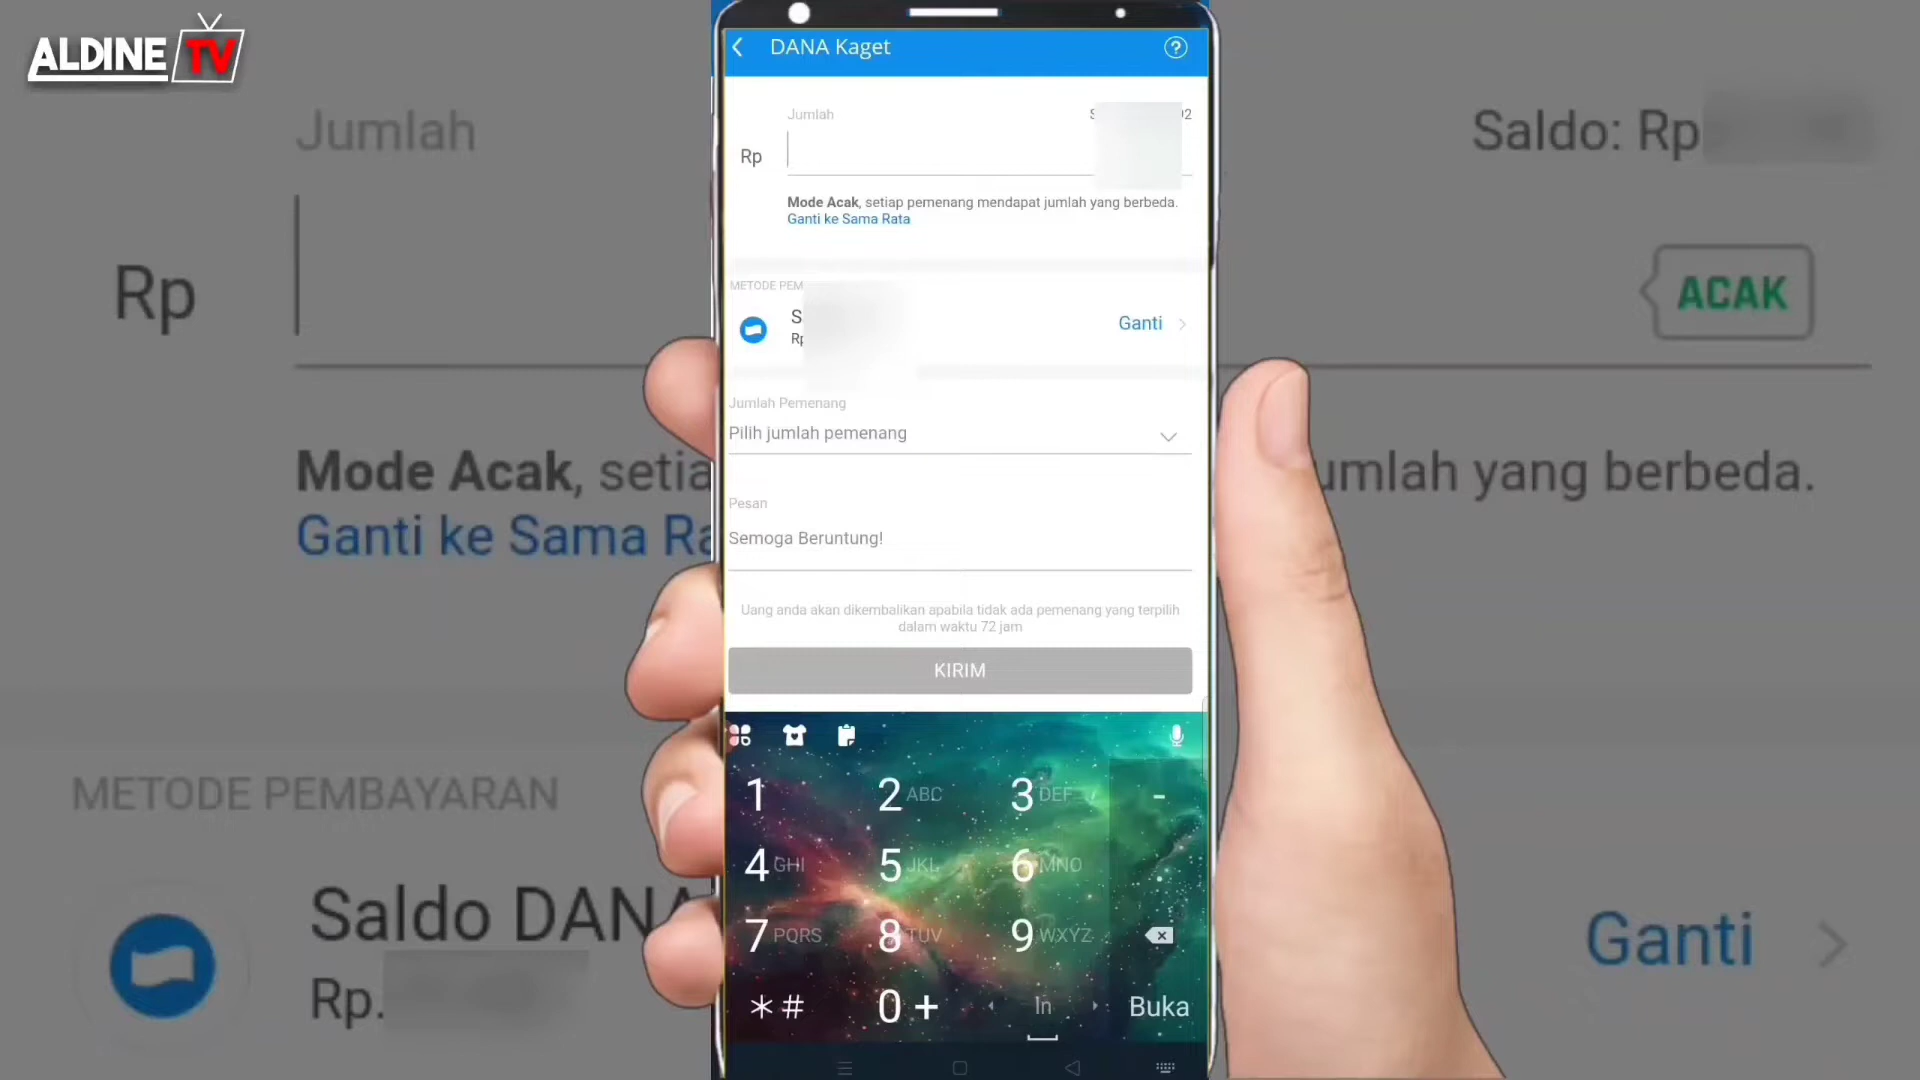 ALDINE TV
DANA Kaget
Jumlah
Rp
Mode Acak, setiap pemenang mendapat jumlah yang berbeda.
Ganti ke Sama Rata
METODE PEM
Rp
Ganti
Jumlah Pemenang
Pilih jumlah pemenang
Pesan
Semoga Beruntung!
Uang anda akan dikembalikan apabila tidak ada pemenang yang terpilih
dalam waktu 72 jam
KIRIM
1 2 ABC 3 DEF -
4 GHI 5 JKL 6 MNO .
7 PQRS 8 TUV 9 WXYZ
*# 0 + In Buka
Jumlah
Saldo: Rp
Rp
ACAK
Mode Acak, setia
umlah yang berbeda.
Ganti ke Sama Ra
METODE PEMBAYARAN
Saldo DANA
Rp.
Ganti